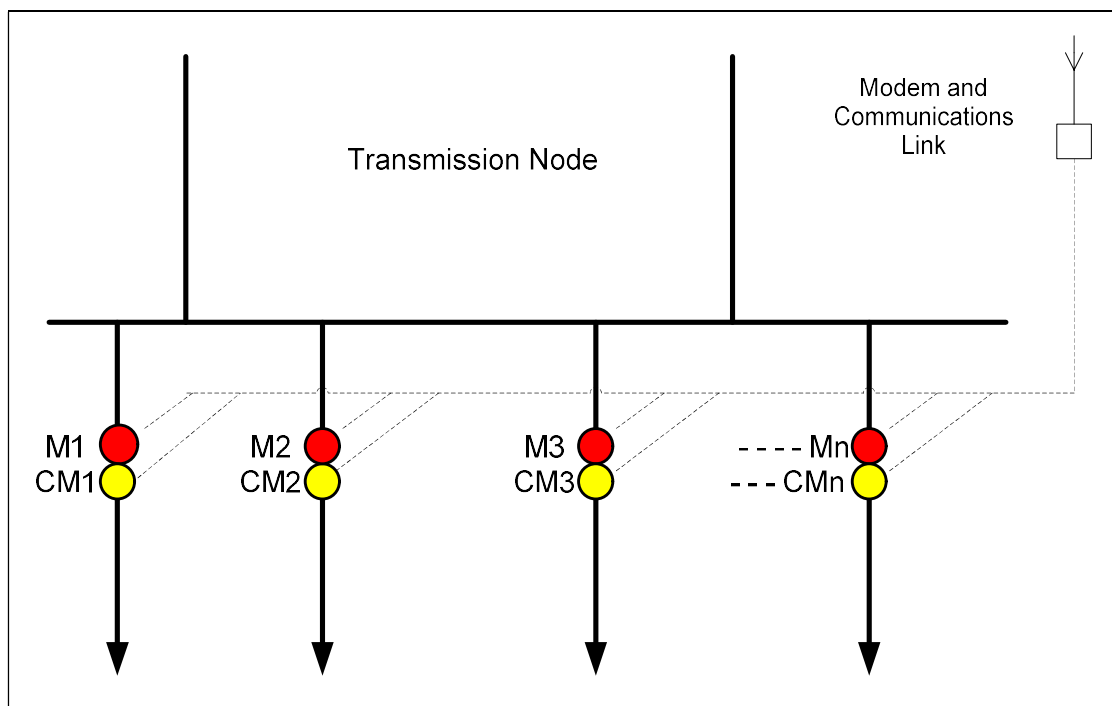 Modem and
Communications
Link
Transmission Node
M1
M2
M3
---- Mn
CM1
CM2
CM3
--- CMn